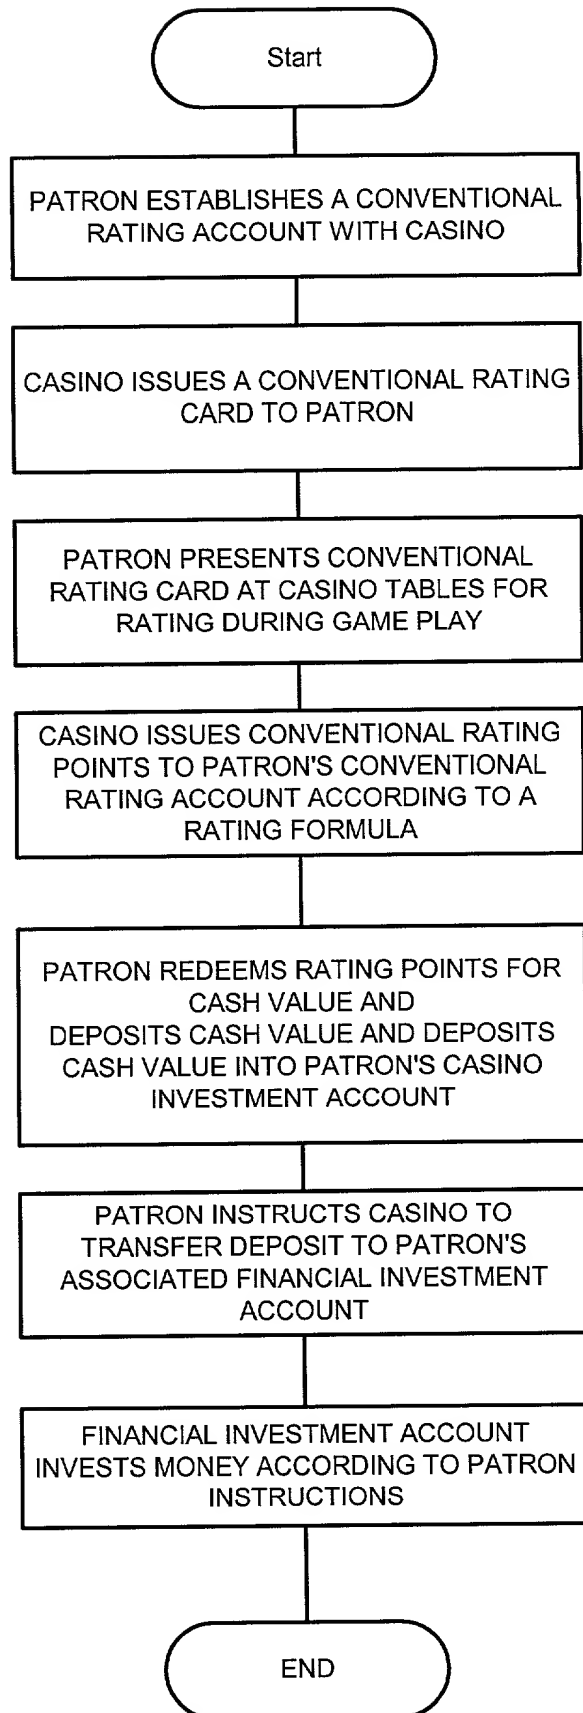 Start
PATRON ESTABLISHES A CONVENTIONAL
RATING ACCOUNT WITH CASINO
CASINO ISSUES A CONVENTIONAL RATING
CARD TO PATRON
PATRON PRESENTS CONVENTIONAL
RATING CARD AT CASINO TABLES FOR
RATING DURING GAME PLAY
CASINO ISSUES CONVENTIONAL RATING
POINTS TO PATRON'S CONVENTIONAL
RATING ACCOUNT ACCORDING TO A
RATING FORMULA
PATRON REDEEMS RATING POINTS FOR
CASH VALUE AND
DEPOSITS CASH VALUE AND DEPOSITS
CASH VALUE INTO PATRON'S CASINO
INVESTMENT ACCOUNT
PATRON INSTRUCTS CASINO TO
TRANSFER DEPOSIT TO PATRON'S
ASSOCIATED FINANCIAL INVESTMENT
ACCOUNT
FINANCIAL INVESTMENT ACCOUNT
INVESTS MONEY ACCORDING TO PATRON
INSTRUCTIONS
END